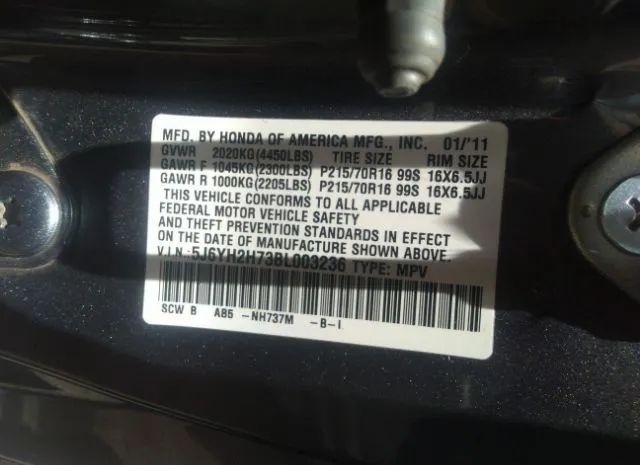 MFD. BY HONDA OF AMERICA MFG., INC. 01/'11
GVWR 2020KG(4450LBS) TIRE SIZE RIM SIZE
GAWR F 1045KG(2300LBS) P215/70R16 99S 16X6.5JJ
GAWR R 1000KG(2205LBS) P215/70R16 99S 16X6.5JJ
THIS VEHICLE CONFORMS TO ALL APPLICABLE
FEDERAL MOTOR VEHICLE SAFETY
AND THEFT PREVENTION STANDARDS IN EFFECT
ON THE DATE OF MANUFACTURE SHOWN ABOVE.
V.I.N.:5J6YH2H73BL003236 TYPE: MPV
SCW B A85 -NH737M -B-I